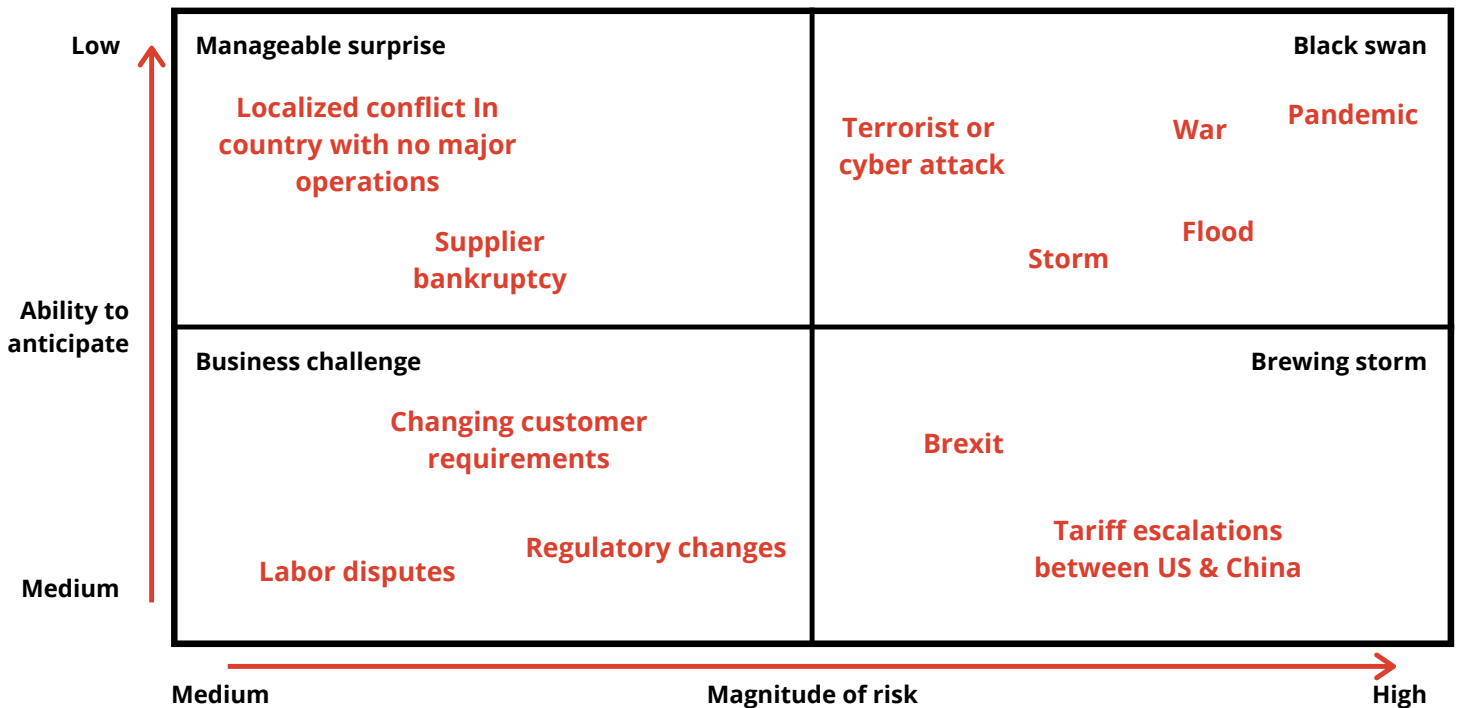 Low
Manageable surprise
Black swan
Localized conflict In
country with no major
operations
Supplier
bankruptcy
Terrorist or
cyber attack
War
Pandemic
Flood
Storm
Ability to
anticipate
Business challenge
Brewing storm
Changing customer
requirements
Labor disputes
Regulatory changes
Brexit
Tariff escalations
between US & China
Medium
Medium
Magnitude of risk
High